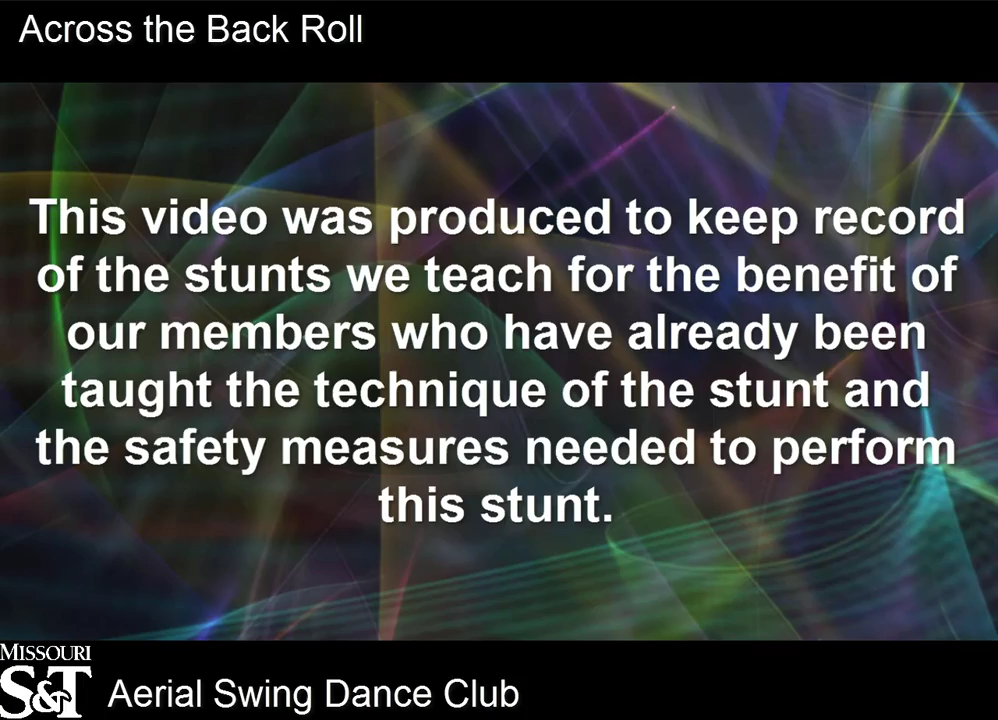 Across the Back Roll
This video was produced to keep record
of the stunts we teach for the benefit of
our members who have already been
taught the technique of the stunt and
the safety measures needed to perform
this stunt.
MISSOURI
S&T
Aerial Swing Dance Club